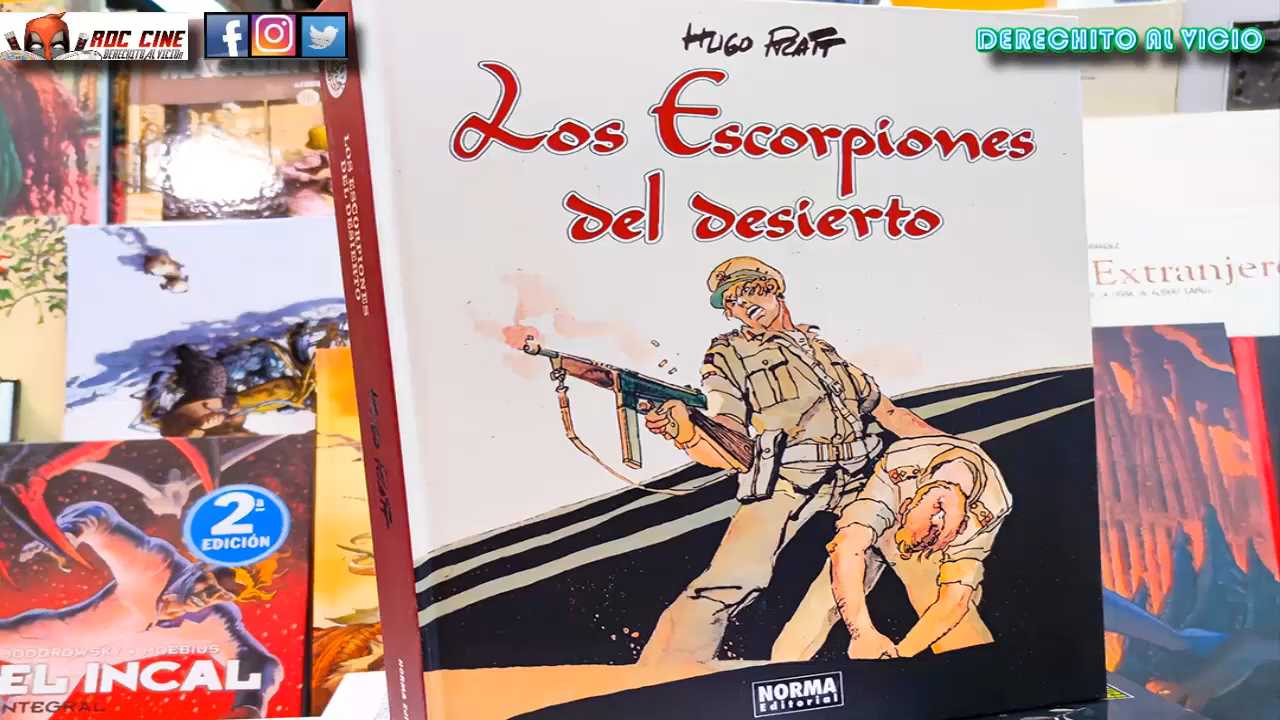 ROC CINE
DERECHITO AL VICIO!
DERECHITO AL VICIO
HUGO PRATT
Los Escorpiones
del desierto
LOS ESCORPIONES
DEL DESIERTO
HUGO PRATT
NORMA
Editorial
2ª
EDICIÓN
JODOROWSKY • MOEBIUS
EL INCAL
INTEGRAL
Extranjero